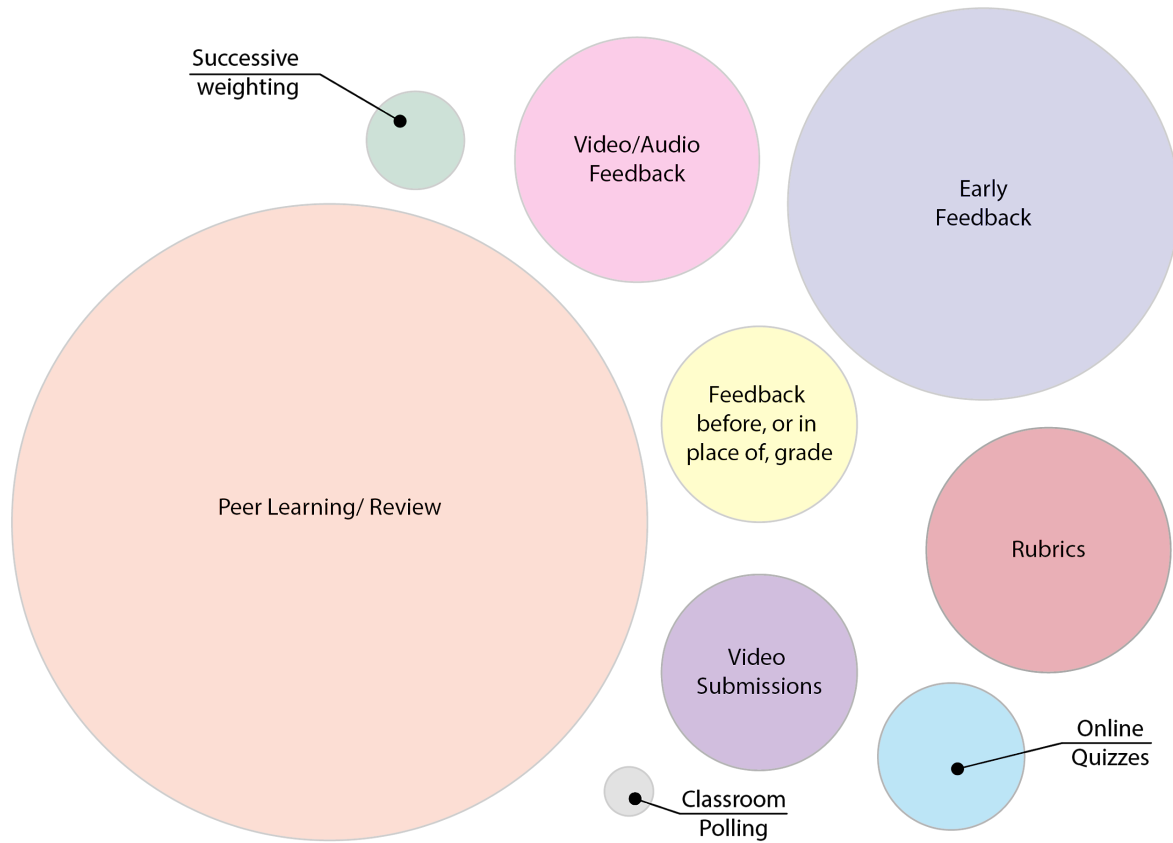 Successive
weighting
Video/Audio
Feedback
Early
Feedback
Feedback
before, or in
place of, grade
Peer Learning/ Review
Rubrics
Video
Submissions
Online
Quizzes
Classroom
Polling